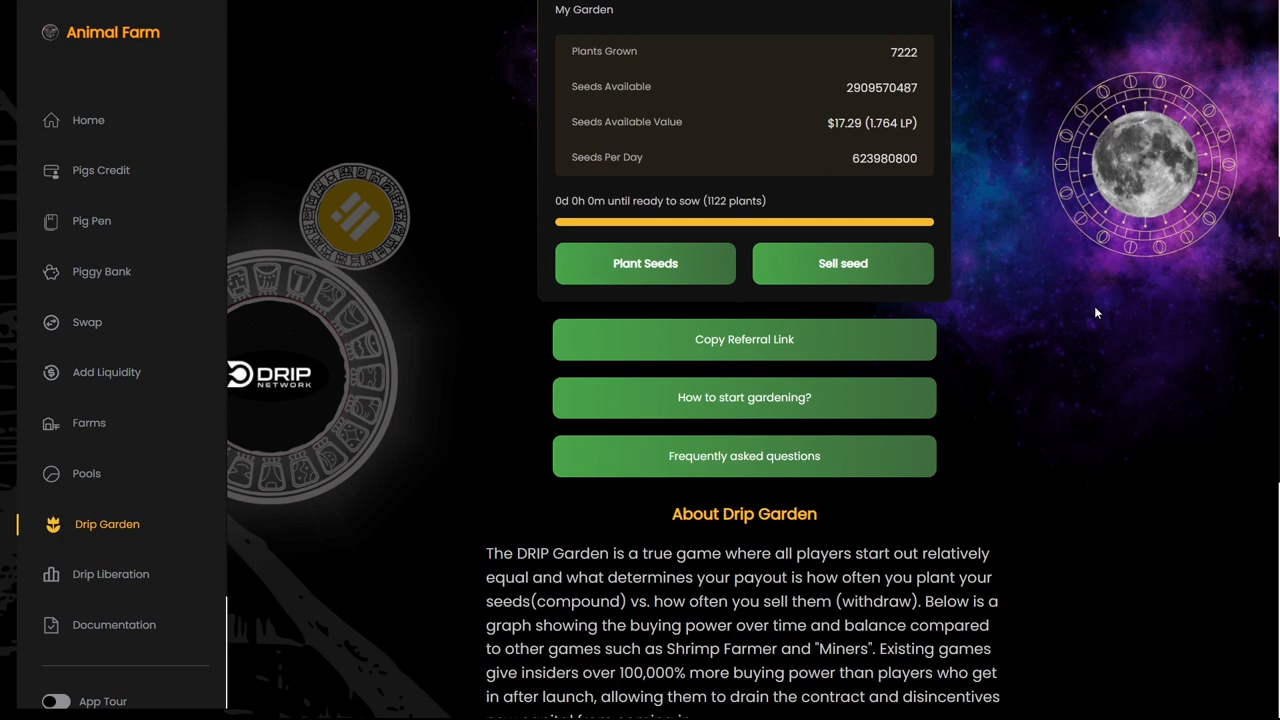 Animal Farm
Home
Pigs Credit
Pig Pen
Piggy Bank
Swap
Add Liquidity
Farms
Pools
Drip Garden
Drip Liberation
Documentation
App Tour
DRIP
NETWORK
My Garden
Plants Grown 7222
Seeds Available 2909570487
Seeds Available Value $17.29 (1.764 LP)
Seeds Per Day 623980800
0d 0h 0m until ready to sow (1122 plants)
Plant Seeds Sell seed
Copy Referral Link
How to start gardening?
Frequently asked questions
About Drip Garden
The DRIP Garden is a true game where all players start out relatively
equal and what determines your payout is how often you plant your
seeds(compound) vs. how often you sell them (withdraw). Below is a
graph showing the buying power over time and balance compared
to other games such as Shrimp Farmer and "Miners". Existing games
give insiders over 100,000% more buying power than players who get
in after launch, allowing them to drain the contract and disincentives